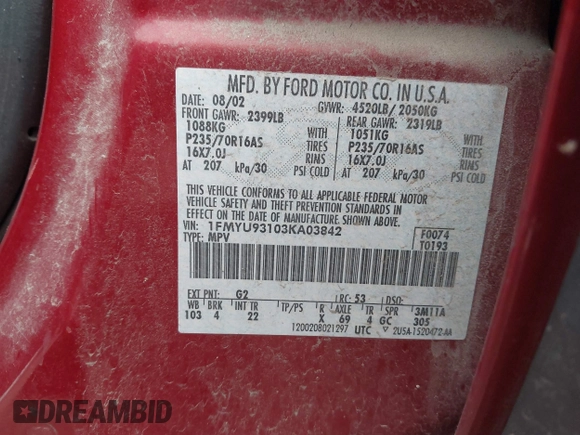 MFD. BY FORD MOTOR CO. IN U.S.A.
DATE: 08/02 GVWR: 4520LB/ 2050KG
FRONT GAWR: 2399LB REAR GAWR: 2319LB
1088KG WITH 1051KG WITH
P235/70R16AS TIRES P235/70R16AS TIRES
16X7.0J RIMS 16X7.0J RIMS
AT 207 kPa/30 PSI COLD AT 207 kPa/30 PSI COLD
THIS VEHICLE CONFORMS TO ALL APPLICABLE FEDERAL MOTOR
VEHICLE SAFETY AND THEFT PREVENTION STANDARDS IN
EFFECT ON THE DATE OF MANUFACTURE SHOWN ABOVE.
VIN: 1FMYU93103KA03842 F0074
TYPE: MPV T0193
EXT PNT: G2 RC: 53 DSO:
WB BRK INT TR TP/PS R AXLE TR SPR 3M11A
103 4 22 X 69 4 GC 305
1200208021297 UTC 2U5A-1520472-AA
DREAMBID